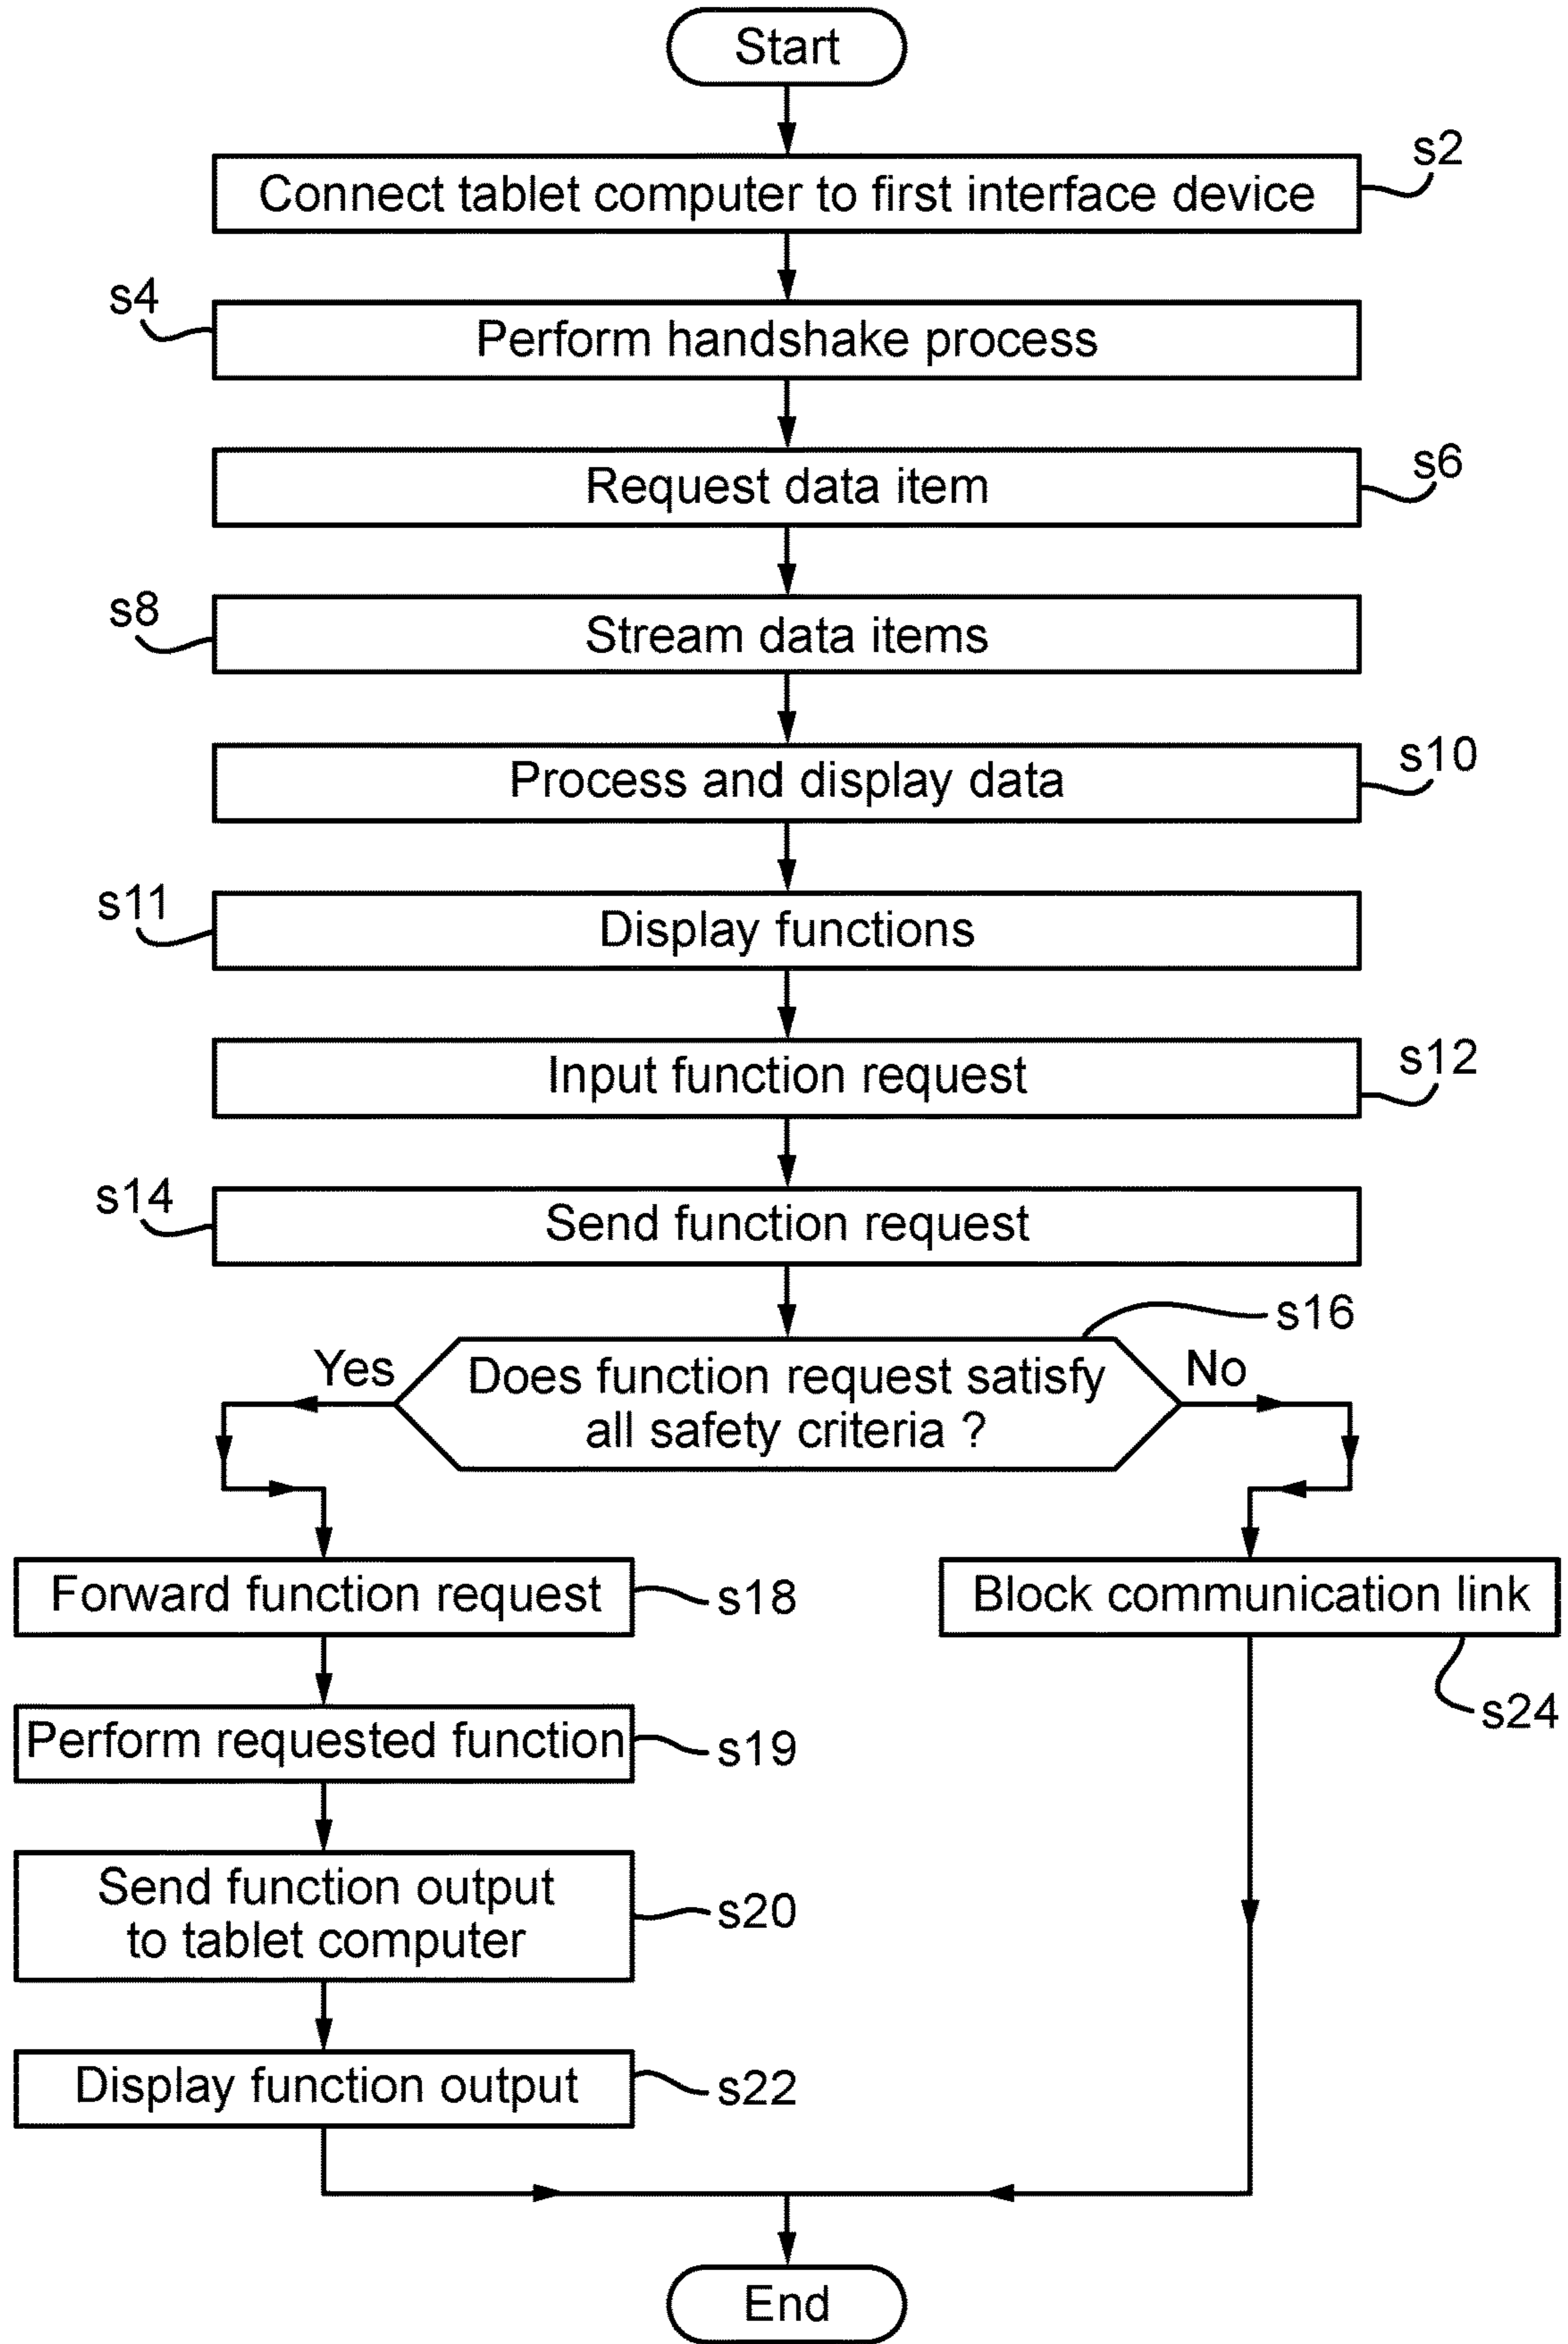 Start
s2
Connect tablet computer to first interface device
s4
Perform handshake process
s6
Request data item
s8
Stream data items
s10
Process and display data
s11
Display functions
s12
Input function request
s14
Send function request
s16
Yes
Does function request satisfy
all safety criteria ?
No
Forward function request
s18
Block communication link
s24
Perform requested function
s19
Send function output
to tablet computer
s20
Display function output
s22
End